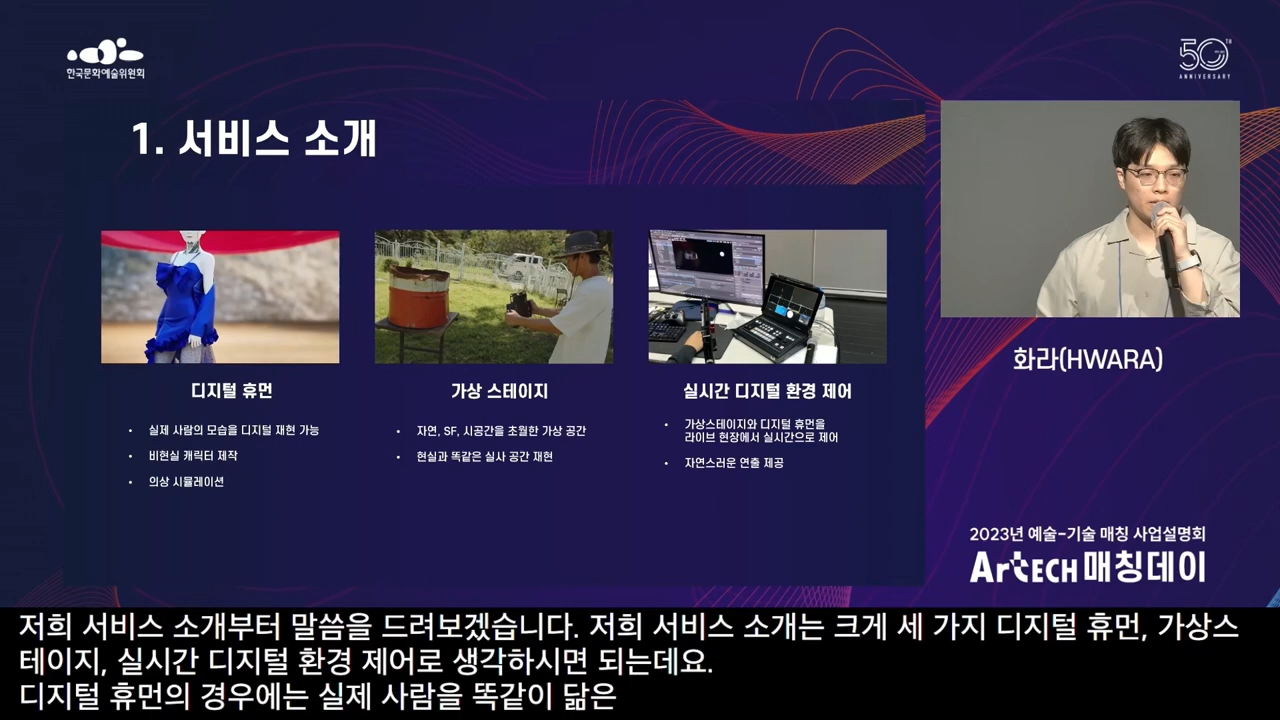 한국문화예술위원회
50TH
ANNIVERSARY
1. 서비스 소개
디지털 휴먼
• 실제 사람의 모습을 디지털 재현 가능
• 비현실 캐릭터 제작
• 의상 시뮬레이션
가상 스테이지
• 자연, SF, 시공간을 초월한 가상 공간
• 현실과 똑같은 실사 공간 재현
실시간 디지털 환경 제어
• 가상스테이지와 디지털 휴먼을
라이브 현장에서 실시간으로 제어
• 자연스러운 연출 제공
화라(HWARA)
2023년 예술-기술 매칭 사업설명회
ArtECH 매칭데이
저희 서비스 소개부터 말씀을 드려보겠습니다. 저희 서비스 소개는 크게 세 가지 디지털 휴먼, 가상스
테이지, 실시간 디지털 환경 제어로 생각하시면 되는데요.
디지털 휴먼의 경우에는 실제 사람을 똑같이 닮은